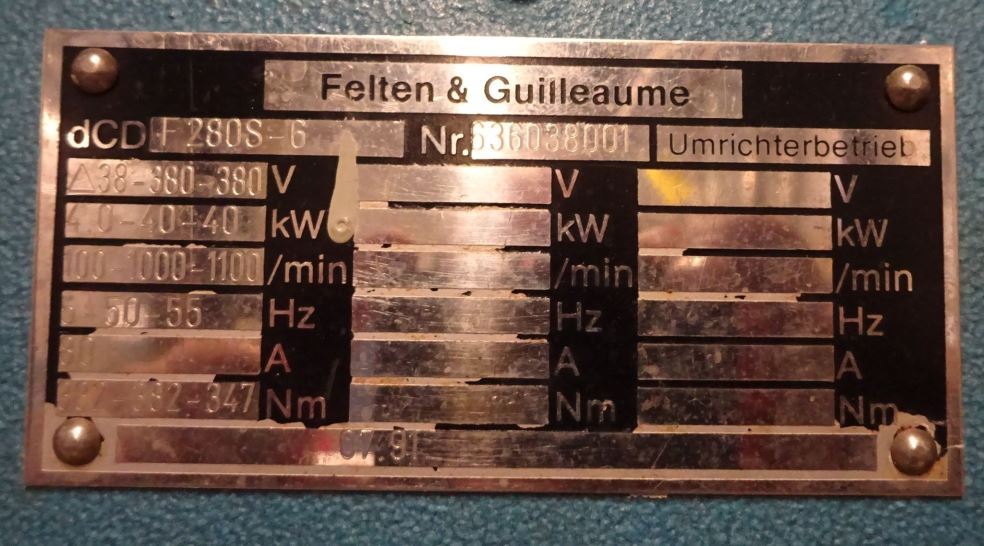 Felten & Guilleaume
dCD F 280S-6 Nr. 636038001 Umrichterbetrieb
△38-380-380 V V V
4.0-40-40 kW kW kW
100-1000-1100 /min /min /min
5 50-55 Hz Hz Hz
A A A
-382-347 Nm Nm Nm
07.91